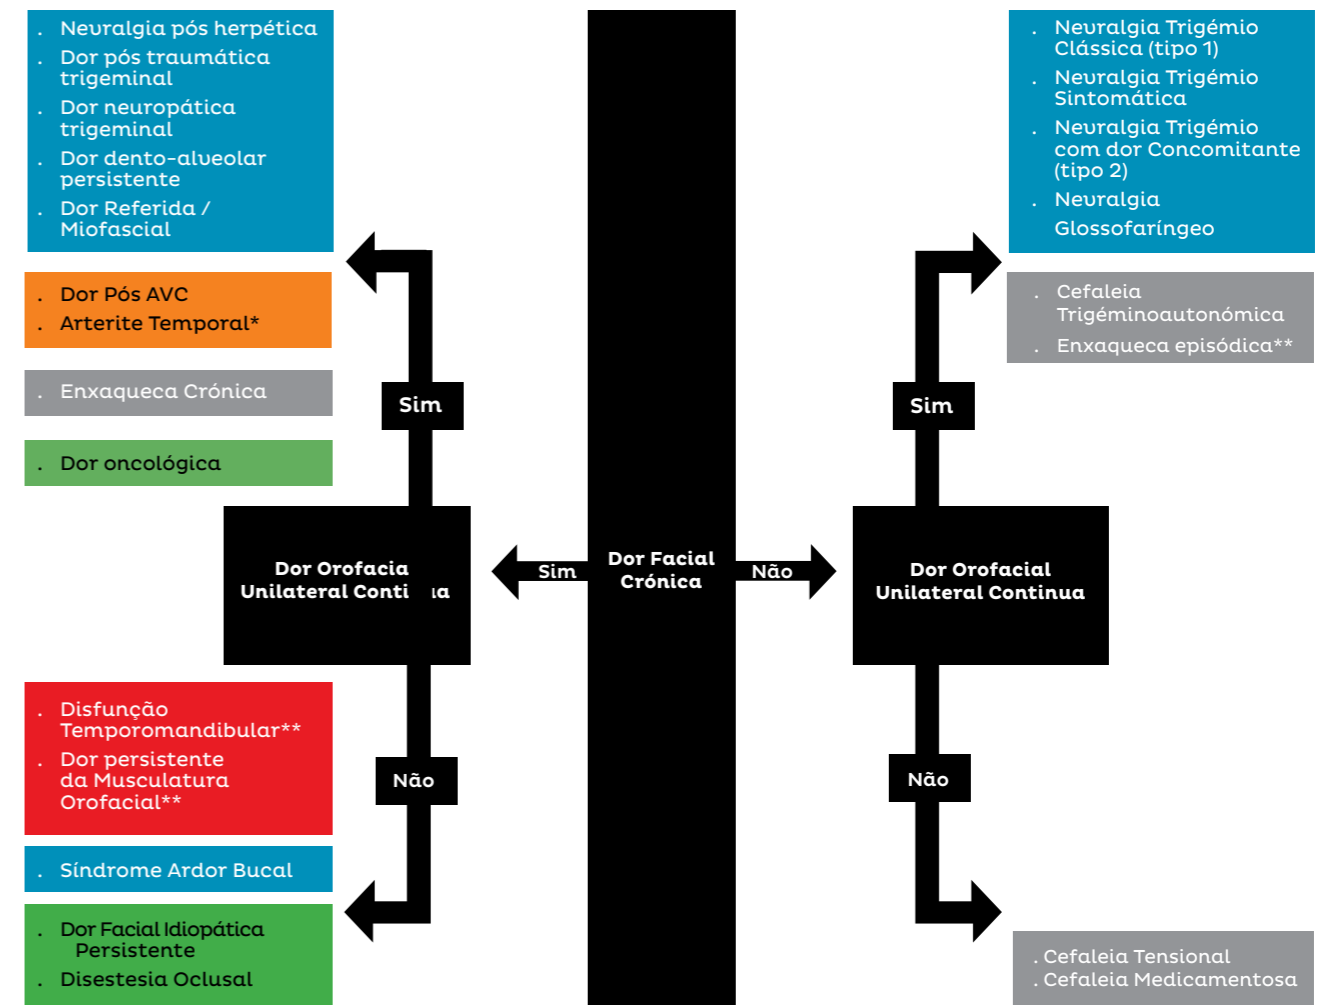 . Neuralgia pós herpética
. Dor pós traumática
trigeminal
. Dor neuropática
trigeminal
. Dor dento-alveolar
persistente
. Dor Referida /
Miofascial
. Dor Pós AVC
. Arterite Temporal*
. Enxaqueca Crónica
. Dor oncológica
Sim
Dor Orofacia
Unilateral Conti ıa
Não
. Disfunção
Temporomandibular**
. Dor persistente
da Musculatura
Orofacial**
. Síndrome Ardor Bucal
. Dor Facial Idiopática
Persistente
. Disestesia Oclusal
Sim
Dor Facial
Crónica
Não
. Neuralgia Trigémio
Clássica (tipo 1)
. Neuralgia Trigémio
Sintomática
. Neuralgia Trigémio
com dor Concomitante
(tipo 2)
. Neuralgia
Glossofaríngeo
. Cefaleia
Trigéminoautonómica
. Enxaqueca episódica**
Sim
Dor Orofacial
Unilateral Continua
Não
. Cefaleia Tensional
. Cefaleia Medicamentosa